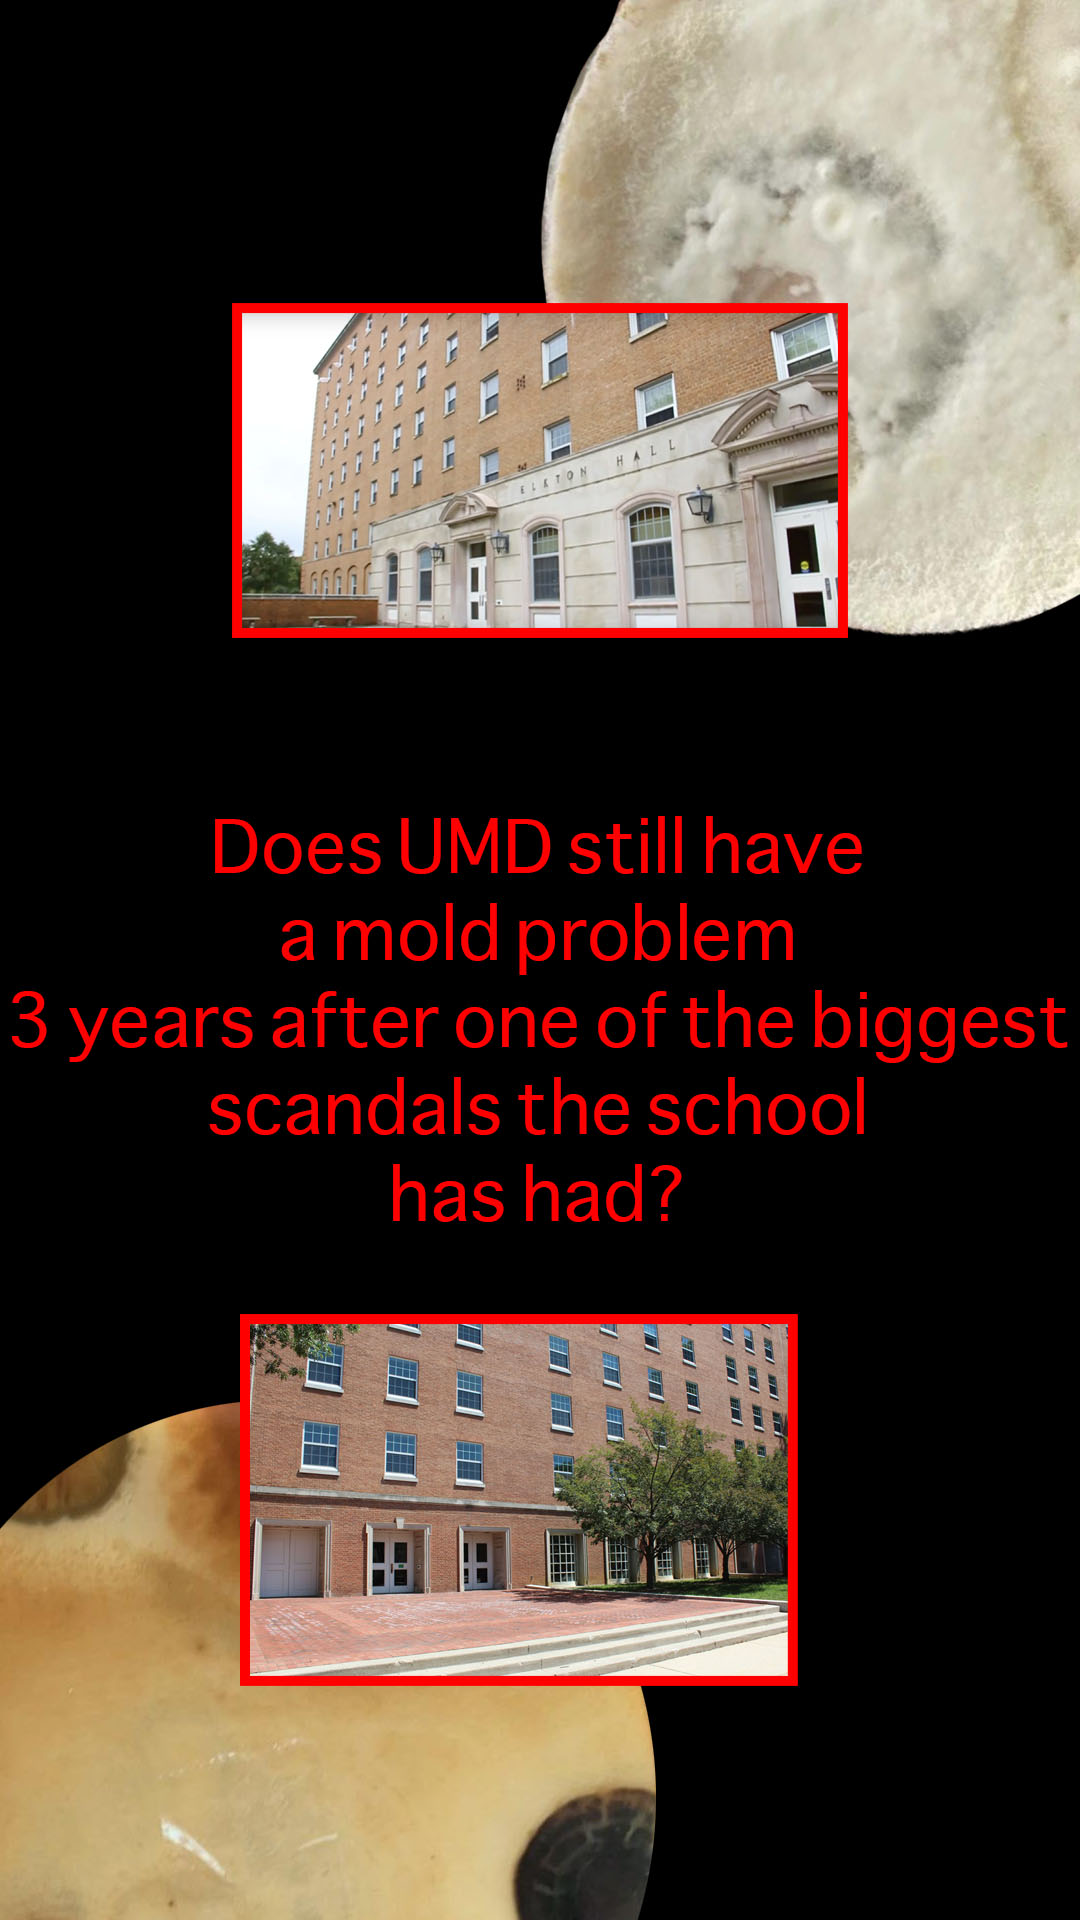 ELKTON HALL
Does UMD still have
a mold problem
3 years after one of the biggest
scandals the school
has had?